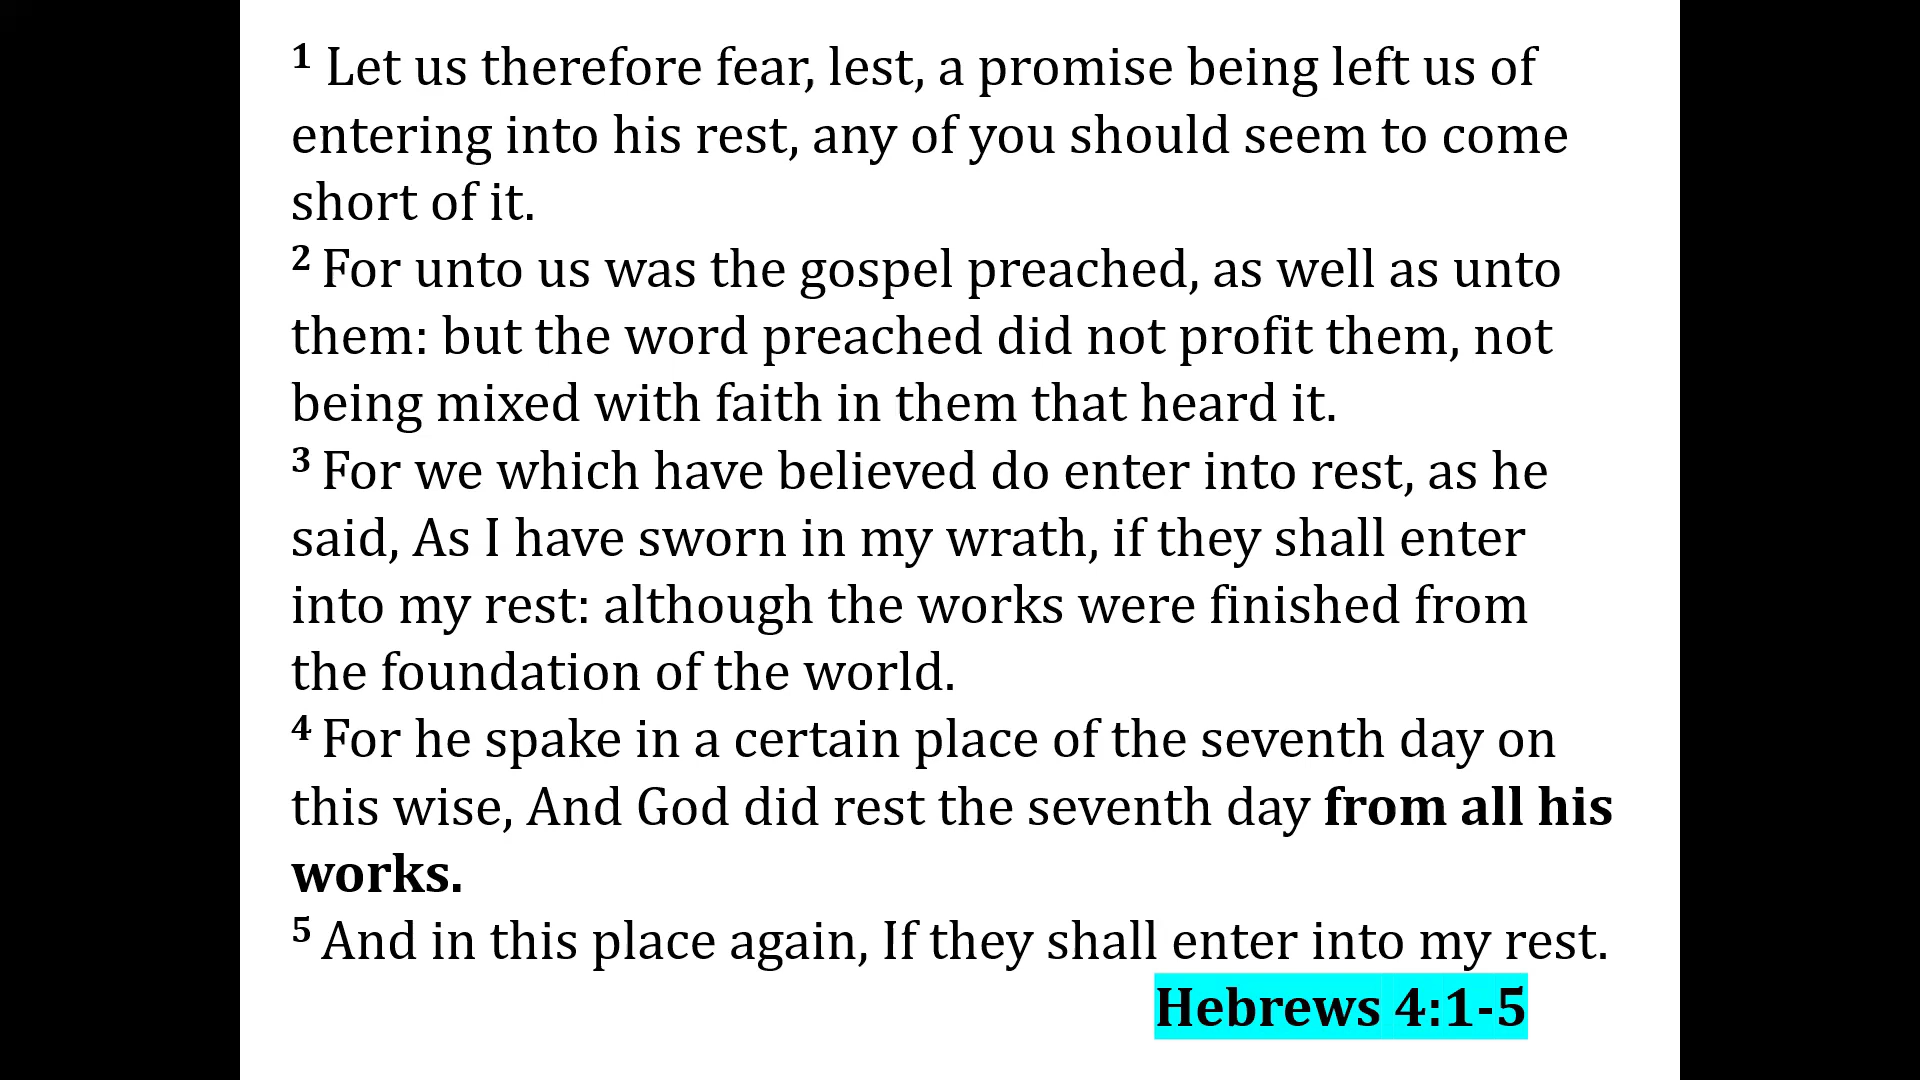 1 Let us therefore fear, lest, a promise being left us of
entering into his rest, any of you should seem to come
short of it.
2 For unto us was the gospel preached, as well as unto
them: but the word preached did not profit them, not
being mixed with faith in them that heard it.
3 For we which have believed do enter into rest, as he
said, As I have sworn in my wrath, if they shall enter
into my rest: although the works were finished from
the foundation of the world.
4 For he spake in a certain place of the seventh day on
this wise, And God did rest the seventh day from all his
works.
5 And in this place again, If they shall enter into my rest.
Hebrews 4:1-5